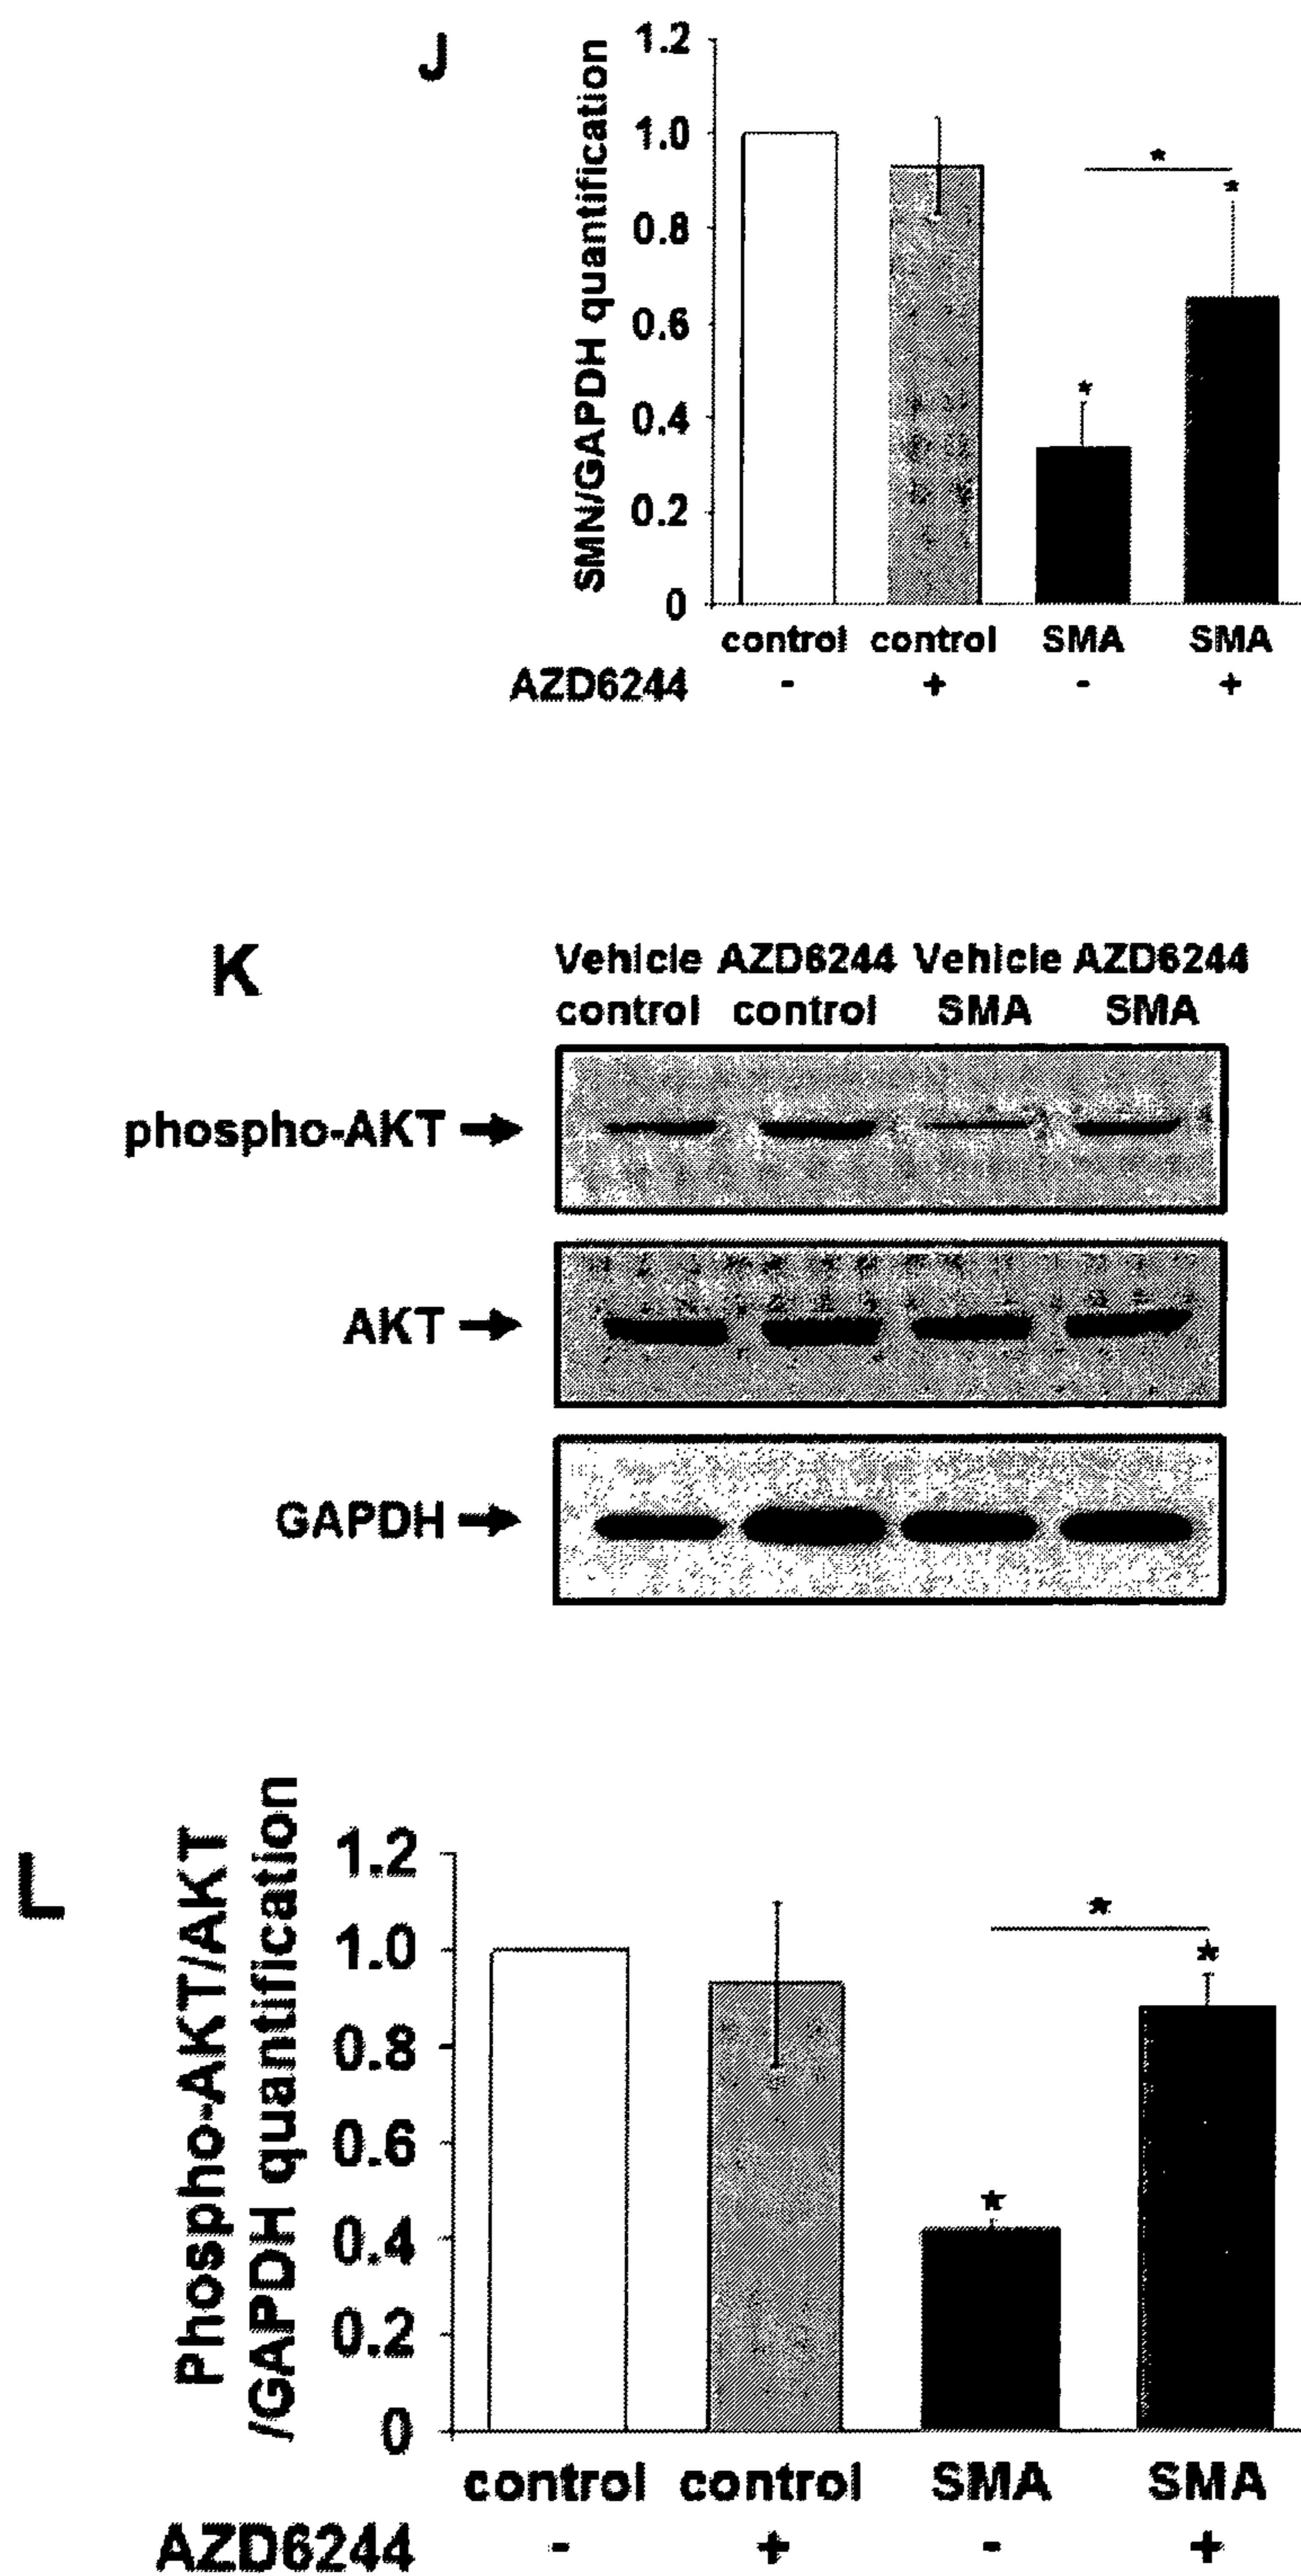 J
SMN/GAPDH quantification
1.2
1.0
0.8
0.6
0.4
0.2
0
*
*
*
control control SMA SMA
AZD6244 - + - +
K
Vehicle AZD6244 Vehicle AZD6244
control control SMA SMA
phospho-AKT
AKT
GAPDH
L
Phospho-AKT/AKT
/GAPDH quantification
1.2
1.0
0.8
0.6
0.4
0.2
0
*
*
*
control control SMA SMA
AZD6244 - + - +